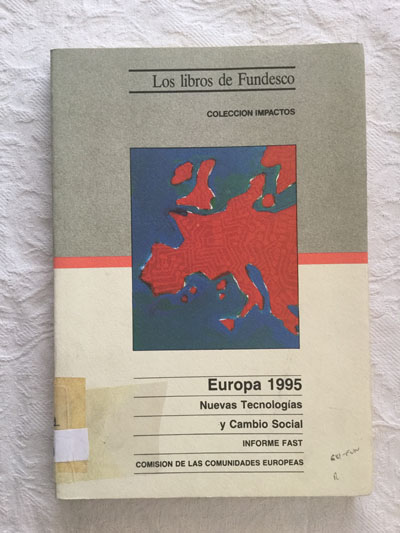 Los libros de Fundesco
COLECCION IMPACTOS
Europa 1995
Nuevas Tecnologías
y Cambio Social
INFORME FAST
COMISION DE LAS COMUNIDADES EUROPEAS